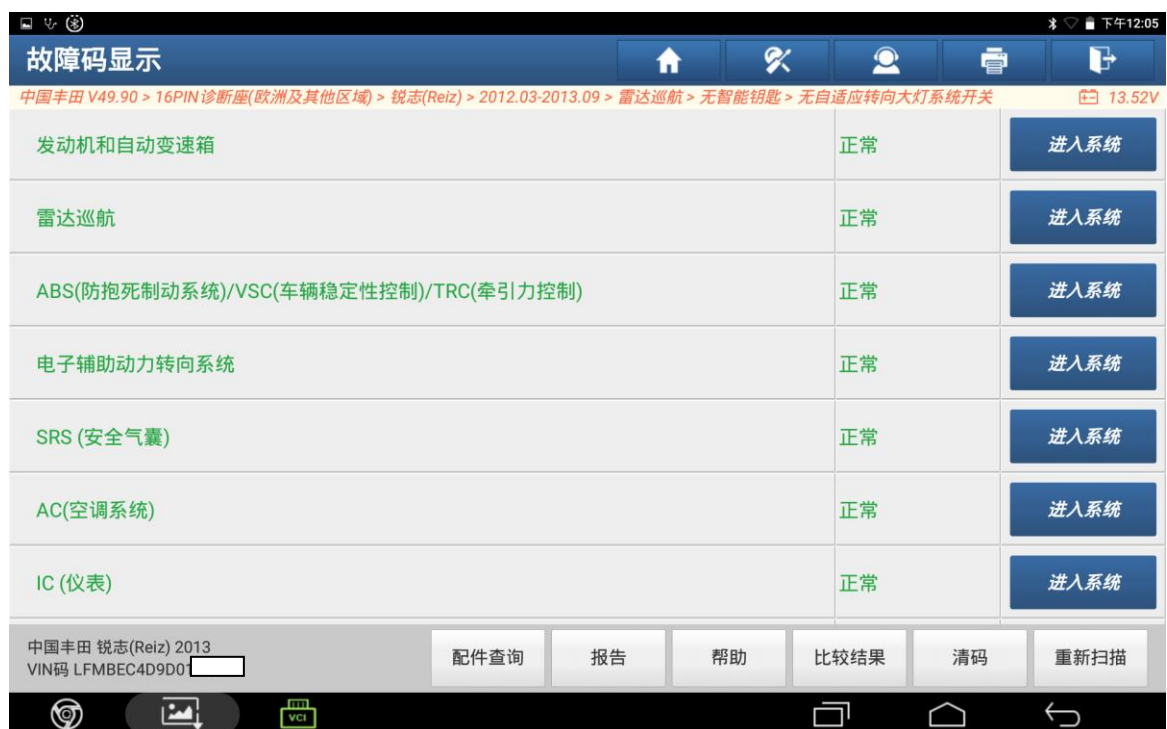 下午12:05
故障码显示
中国丰田 V49.90 > 16PIN诊断座(欧洲及其他区域) > 锐志(Reiz) > 2012.03-2013.09 > 雷达巡航 > 无智能钥匙 > 无自适应转向大灯系统开关 13.52V
发动机和自动变速箱 正常 进入系统
雷达巡航 正常 进入系统
ABS(防抱死制动系统)/VSC(车辆稳定性控制)/TRC(牵引力控制) 正常 进入系统
电子辅助动力转向系统 正常 进入系统
SRS (安全气囊) 正常 进入系统
AC(空调系统) 正常 进入系统
IC (仪表) 正常 进入系统
中国丰田 锐志(Reiz) 2013
VIN码 LFMBEC4D9D01
配件查询 报告 帮助 比较结果 清码 重新扫描
VCI